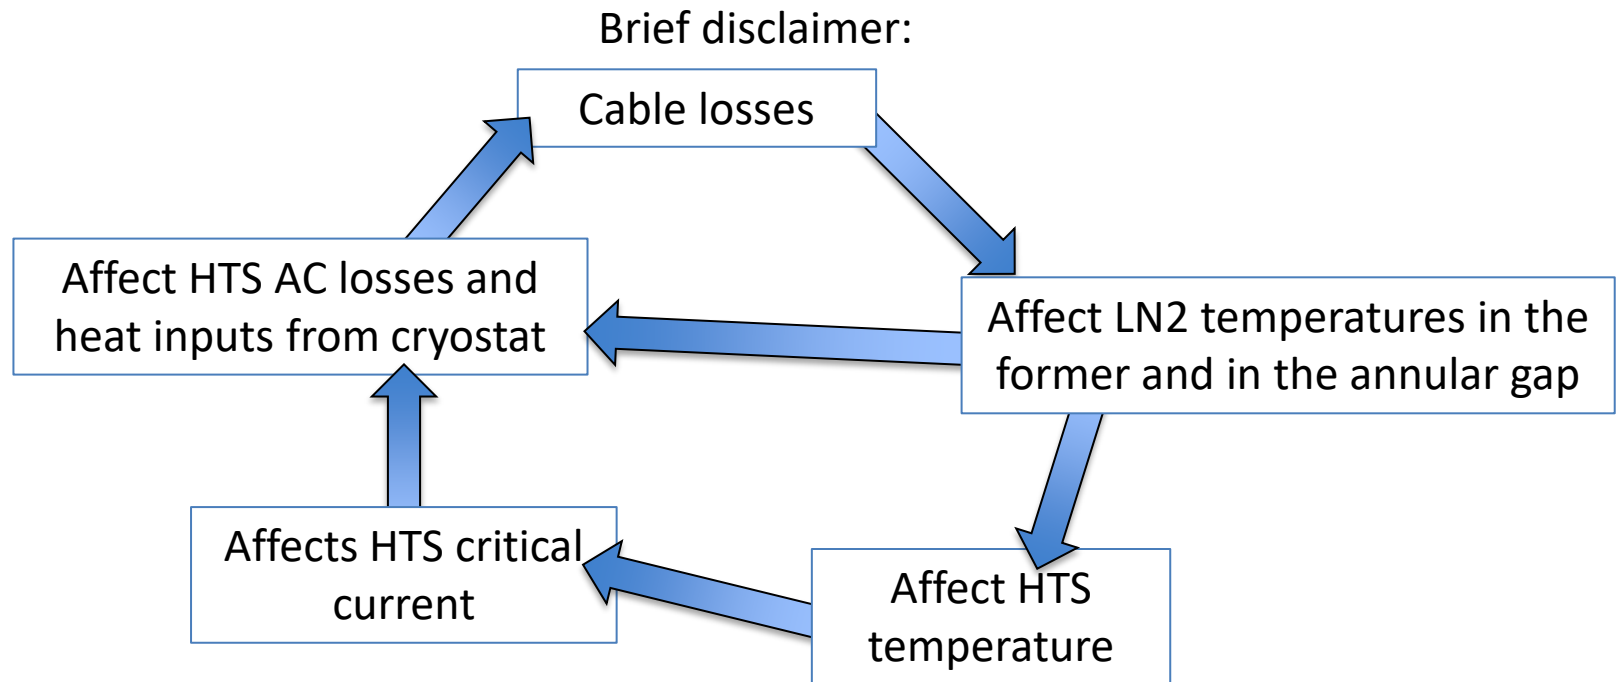 Brief disclaimer:
Cable losses
Affect HTS AC losses and
heat inputs from cryostat
Affect LN2 temperatures in the
former and in the annular gap
Affects HTS critical
current
Affect HTS
temperature